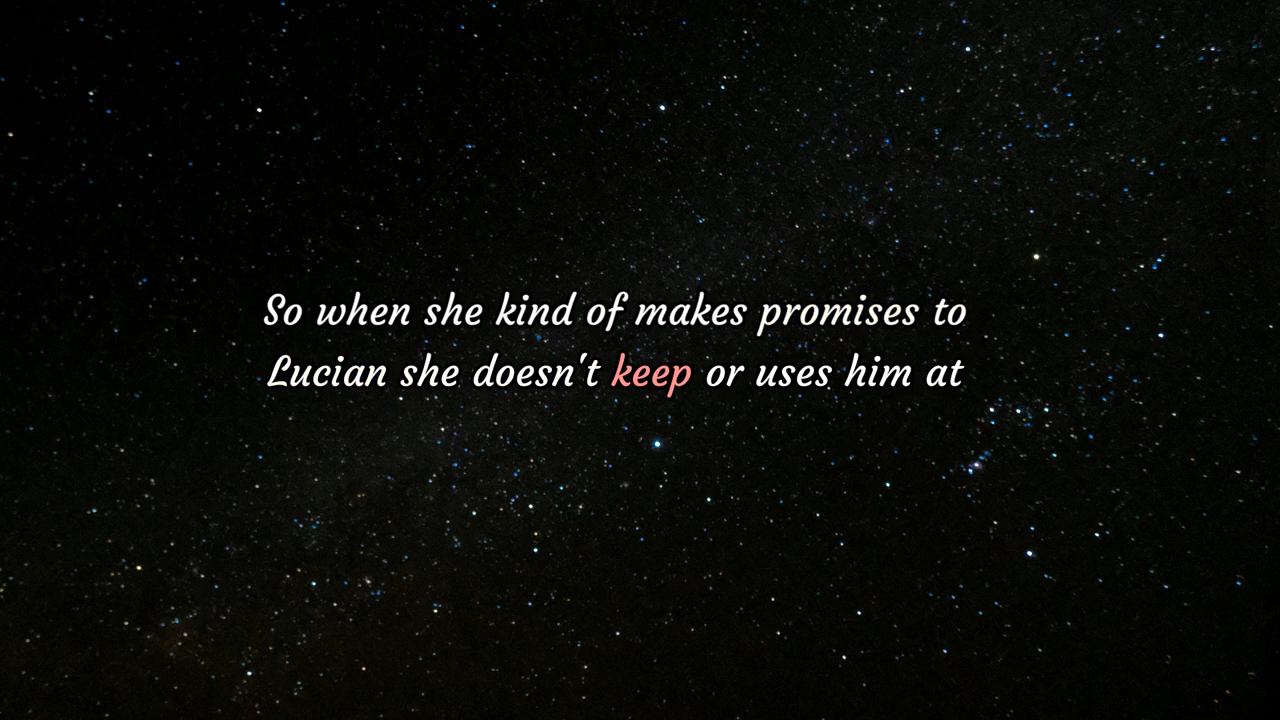 So when she kind of makes promises to
Lucian she doesn't keep or uses him at